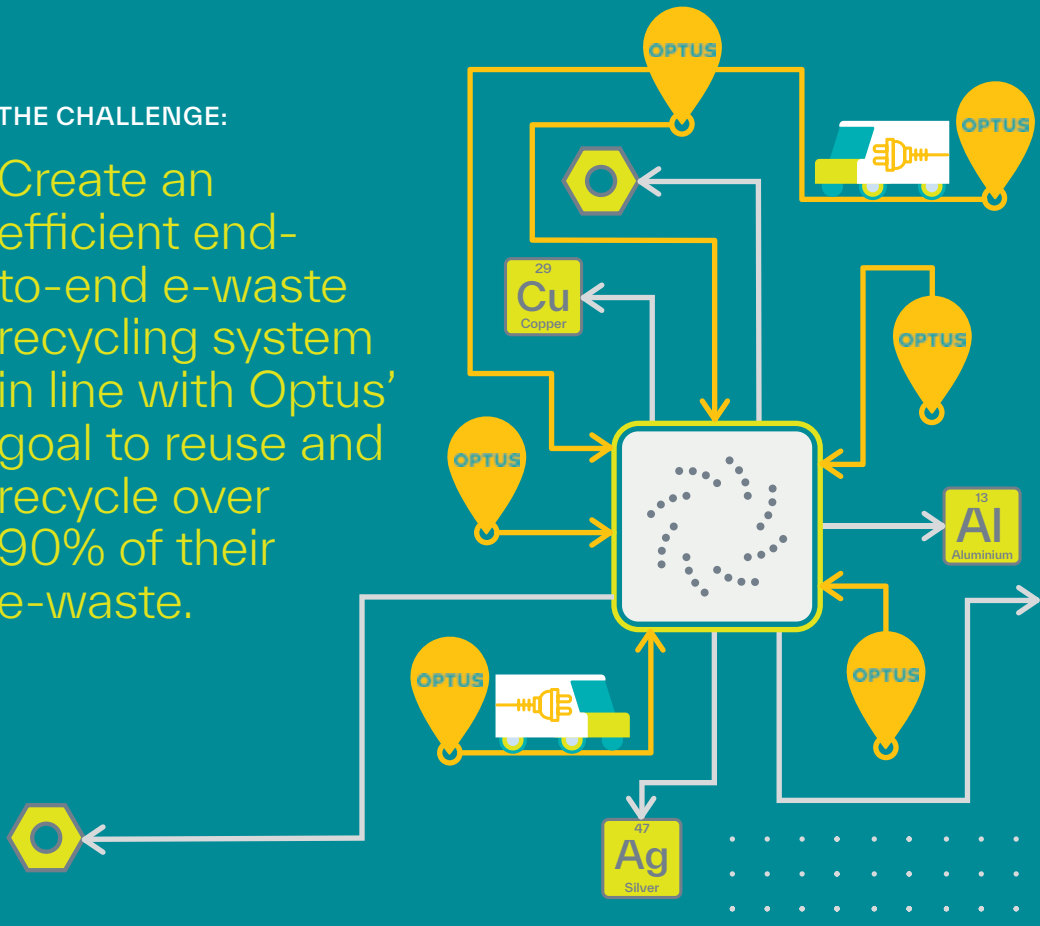 THE CHALLENGE:
Create an
efficient end-
to-end e-waste
recycling system
in line with Optus’
goal to reuse and
recycle over
90% of their
e-waste.
OPTUS
OPTUS
29
Cu
Copper
OPTUS
OPTUS
13
Al
Aluminium
OPTUS
OPTUS
47
Ag
Silver